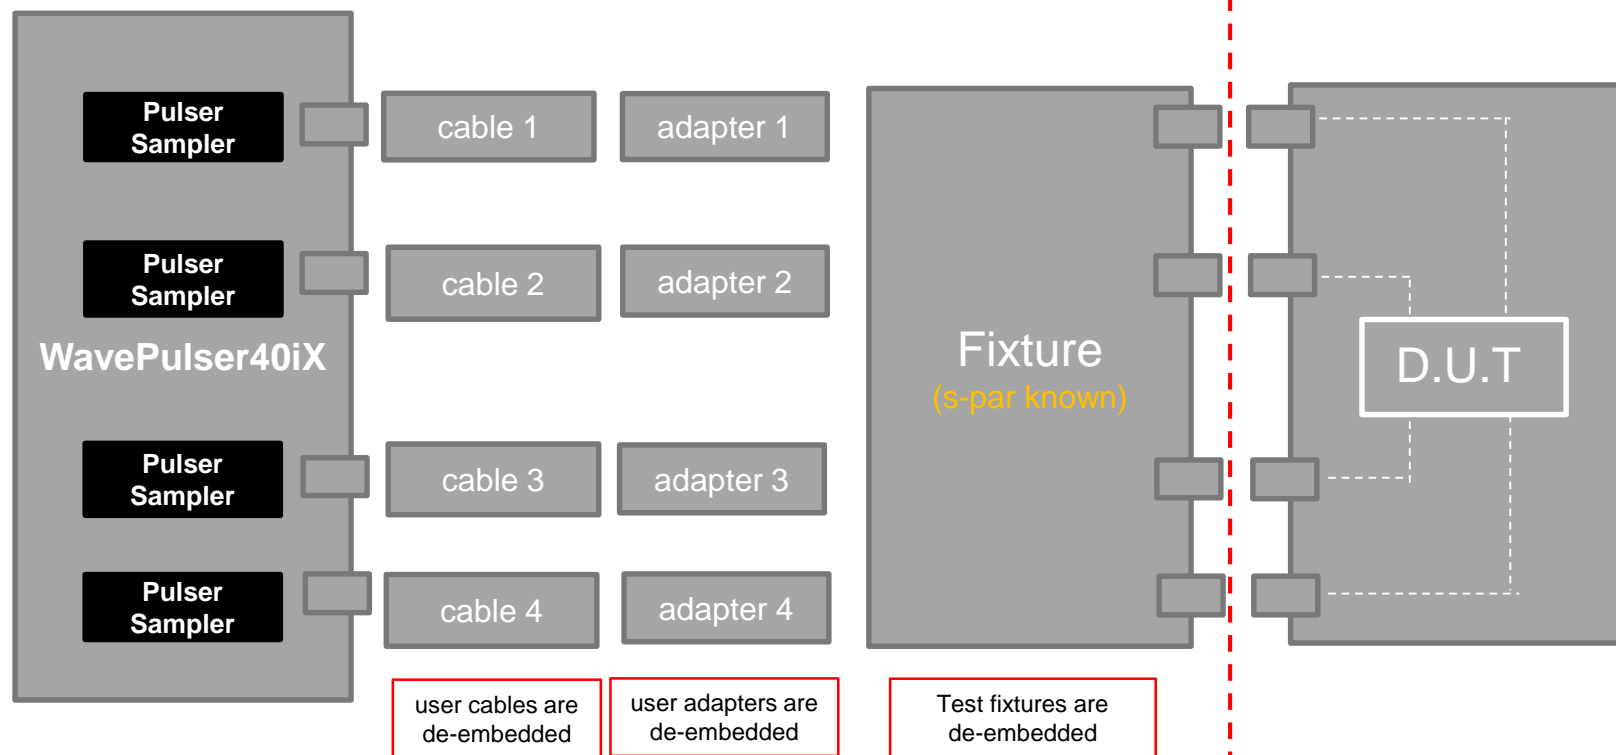 Pulser
Sampler
cable 1
adapter 1
Pulser
Sampler
cable 2
adapter 2
WavePulser40iX
Fixture
(s-par known)
D.U.T
Pulser
Sampler
cable 3
adapter 3
Pulser
Sampler
cable 4
adapter 4
user cables are
de-embedded
user adapters are
de-embedded
Test fixtures are
de-embedded